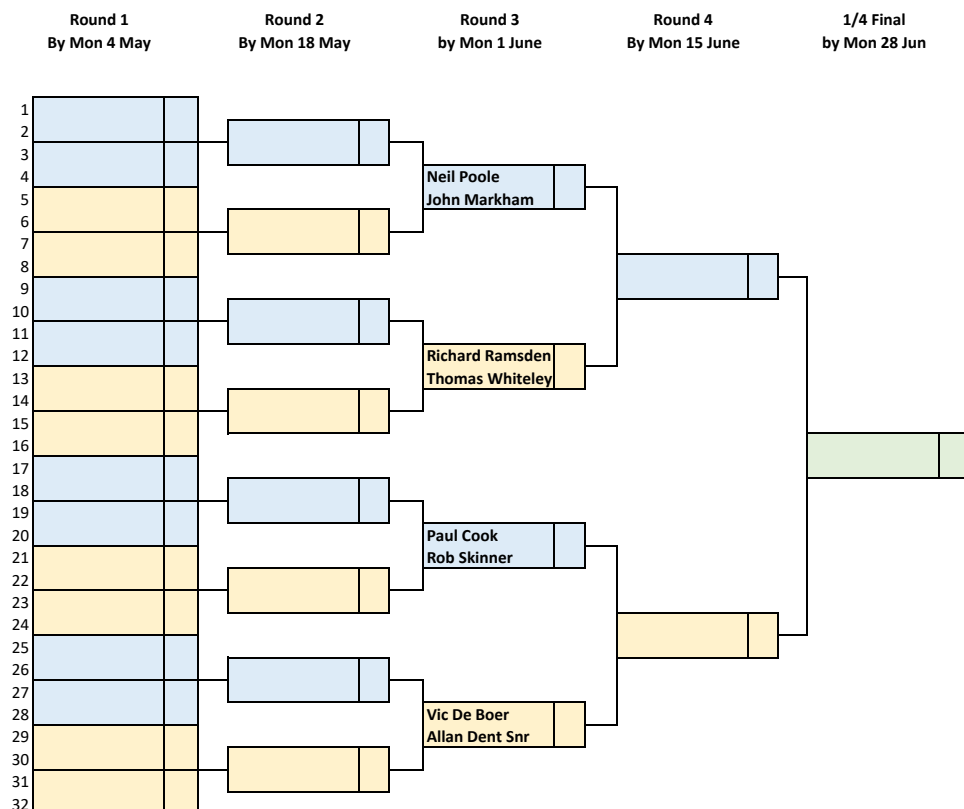 Round 1
By Mon 4 May
Round 2
By Mon 18 May
Round 3
by Mon 1 June
Round 4
By Mon 15 June
1/4 Final
by Mon 28 Jun
1
2
3
4
5
6
7
8
9
10
11
12
13
14
15
16
17
18
19
20
21
22
23
24
25
26
27
28
29
30
31
32
Neil Poole
John Markham
Richard Ramsden
Thomas Whiteley
Paul Cook
Rob Skinner
Vic De Boer
Allan Dent Snr